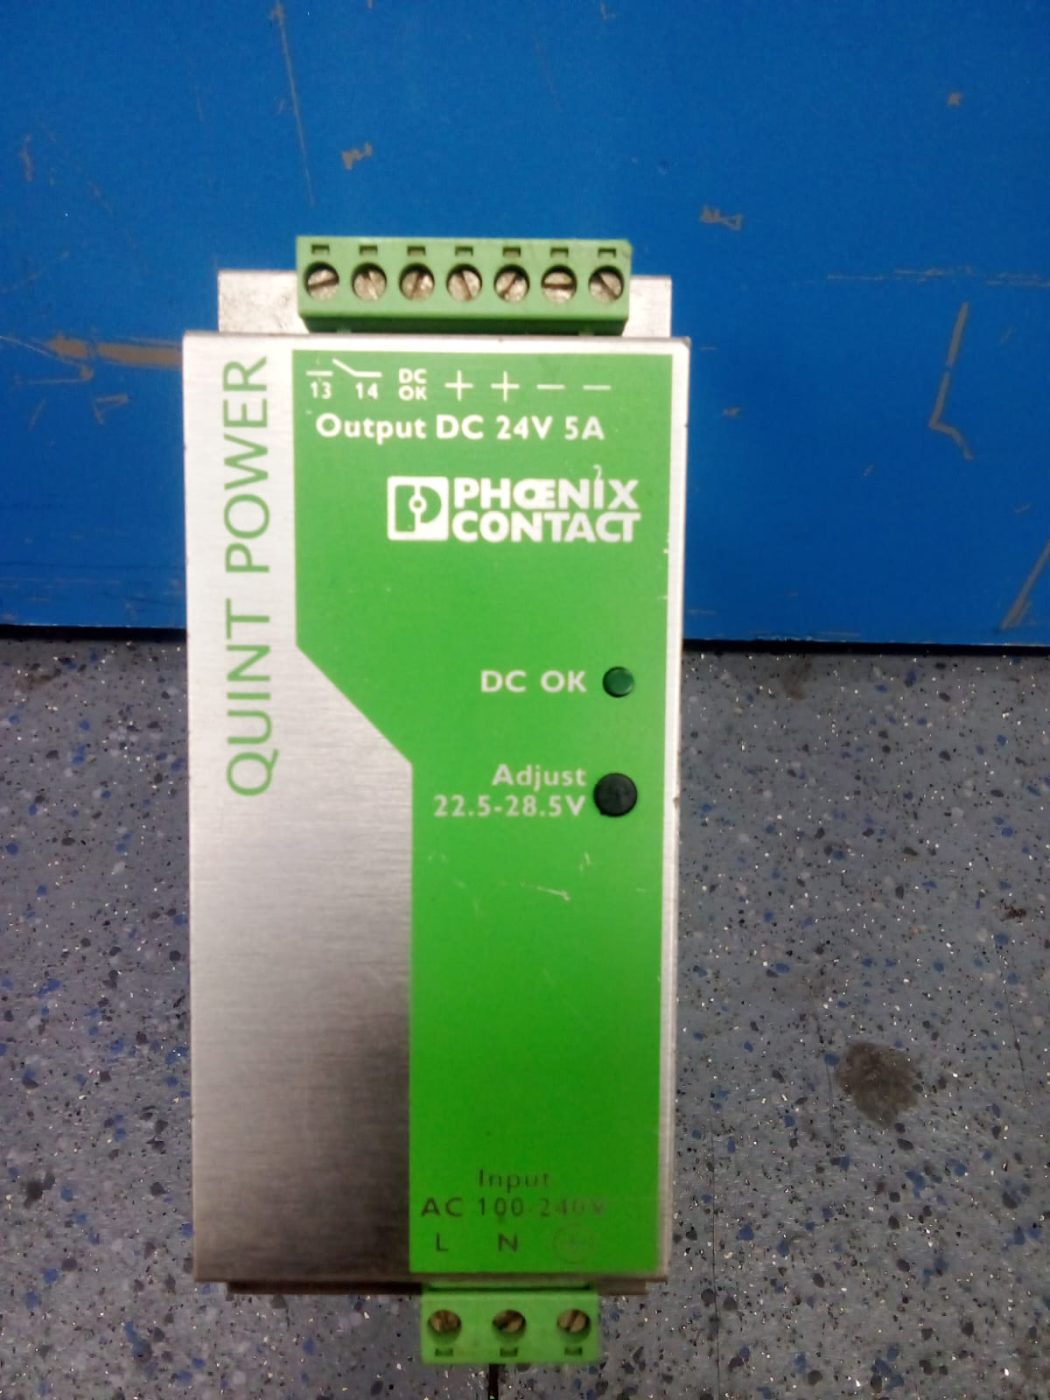 13 14 DC OK + + − −
Output DC 24V 5A
PHŒNIX
CONTACT
QUINT POWER
DC OK
Adjust
22.5-28.5V
Input
AC 100-240V
L N